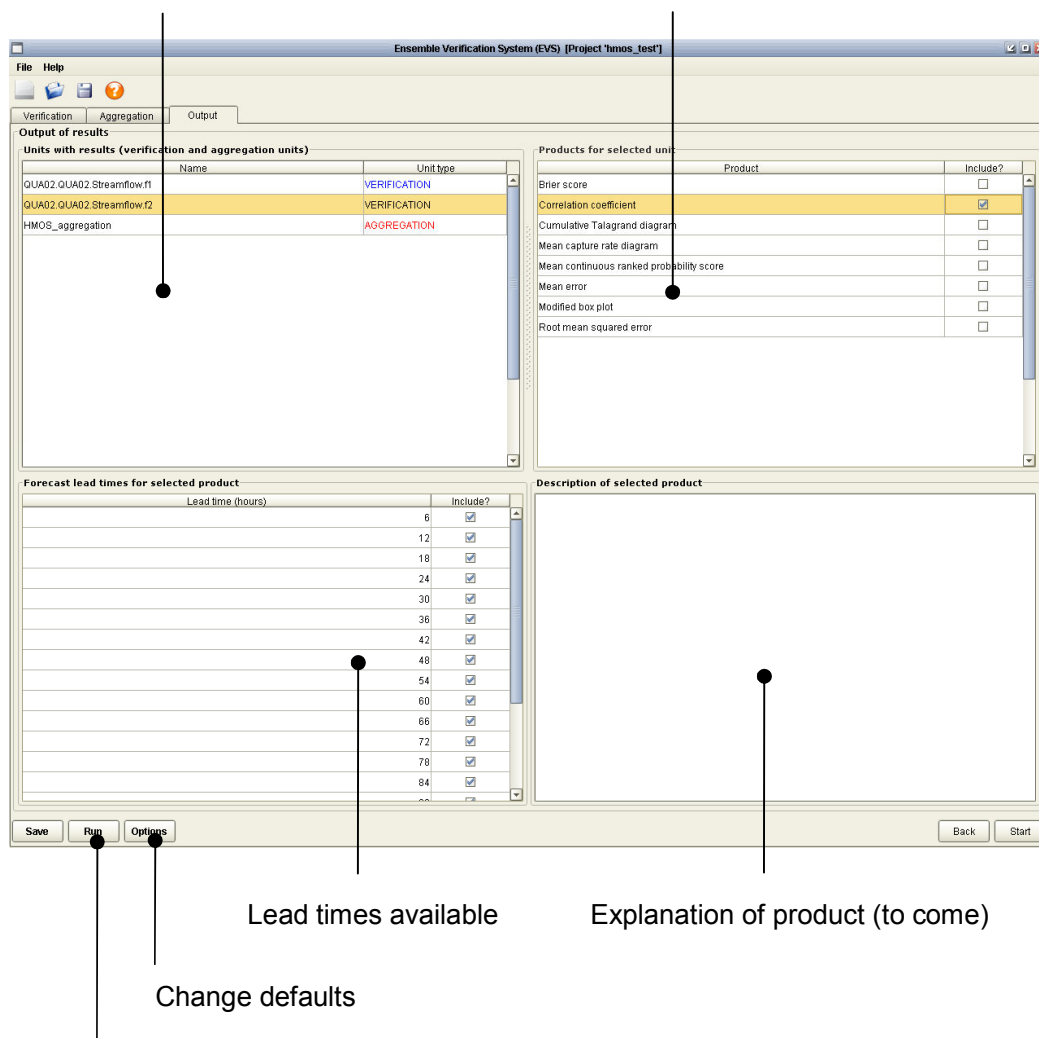 Ensemble Verification System (EVS) [Project 'hmos_test']
File Help
Verification Aggregation Output
Output of results
Units with results (verification and aggregation units)
Name Unit type
QUA02.QUA02.Streamflow.f1 VERIFICATION
QUA02.QUA02.Streamflow.f2 VERIFICATION
HMOS_aggregation AGGREGATION
Products for selected unit
Product Include?
Brier score
Correlation coefficient
Cumulative Talagrand diagram
Mean capture rate diagram
Mean continuous ranked probability score
Mean error
Modified box plot
Root mean squared error
Forecast lead times for selected product
Lead time (hours) Include?
6
12
18
24
30
36
42
48
54
60
66
72
78
84
Description of selected product
Save Run Options Back Start
Lead times available
Explanation of product (to come)
Change defaults